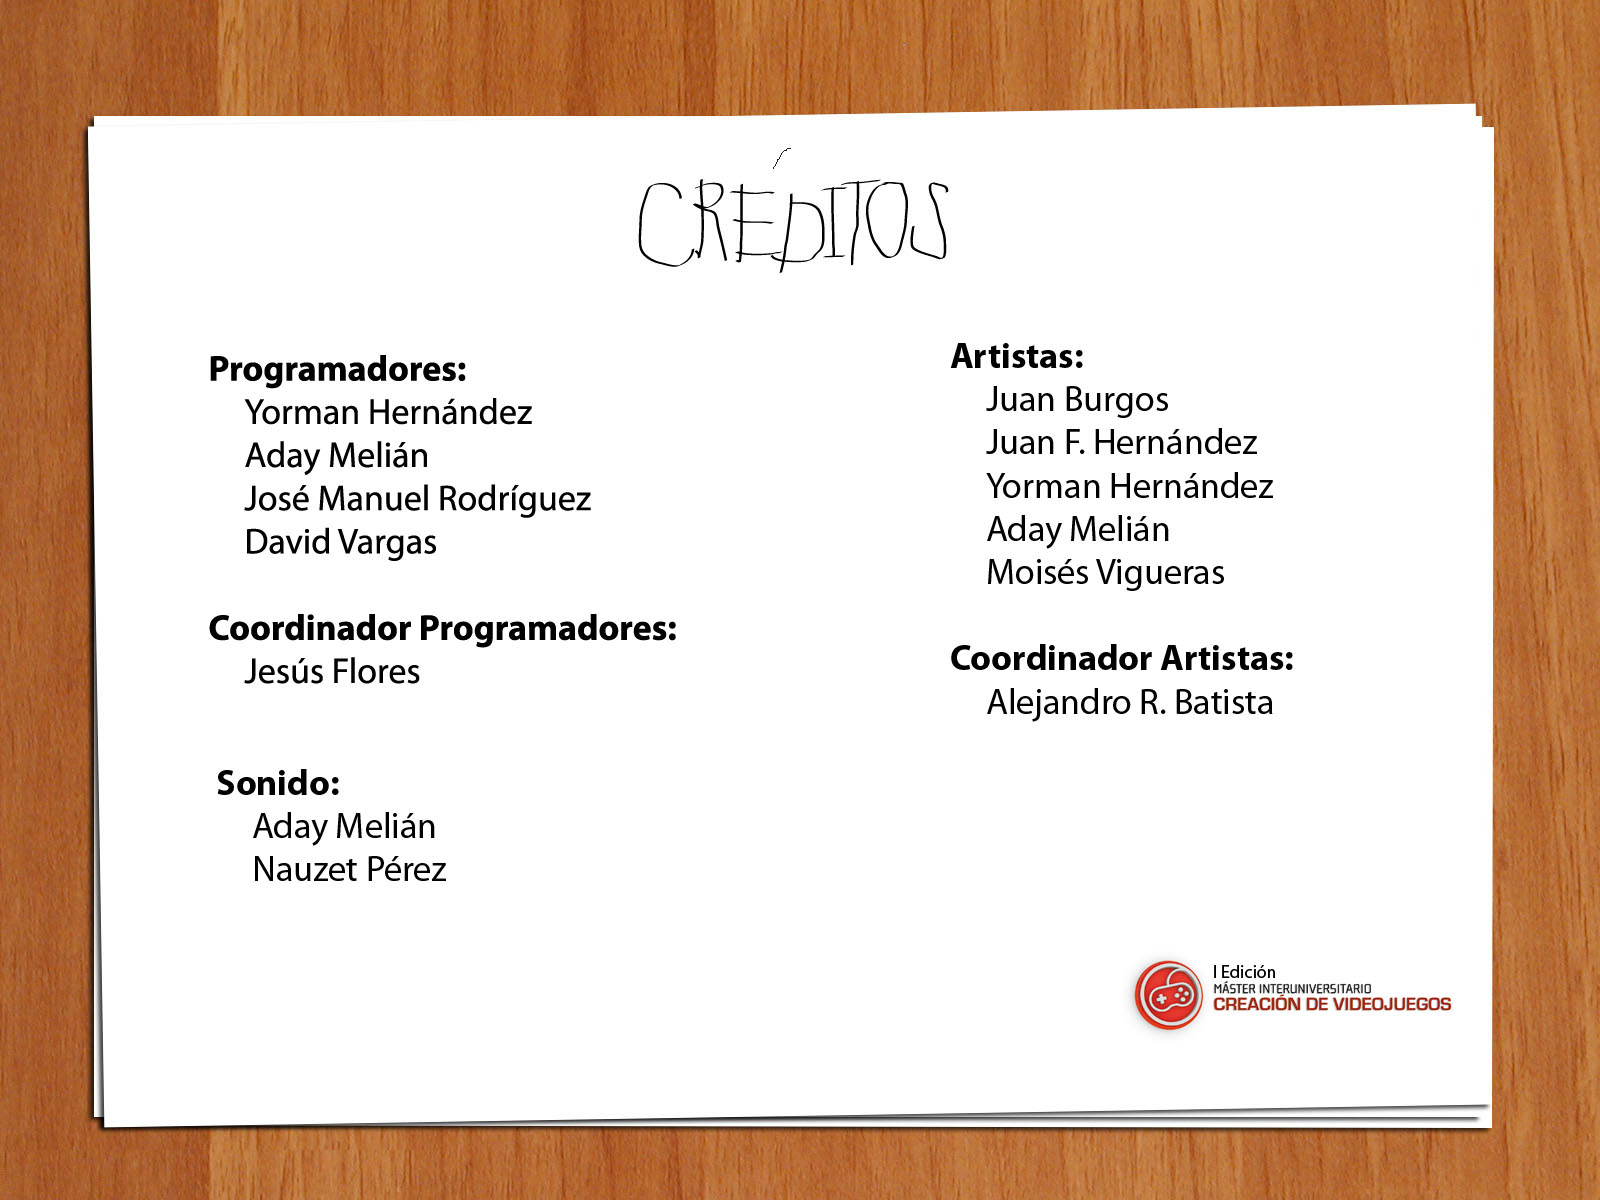 CRÉDITOS
Programadores:
Yorman Hernández
Aday Melián
José Manuel Rodríguez
David Vargas
Coordinador Programadores:
Jesús Flores
Sonido:
Aday Melián
Nauzet Pérez
Artistas:
Juan Burgos
Juan F. Hernández
Yorman Hernández
Aday Melián
Moisés Vigueras
Coordinador Artistas:
Alejandro R. Batista
I Edición
MÁSTER INTERUNIVERSITARIO
CREACIÓN DE VIDEOJUEGOS